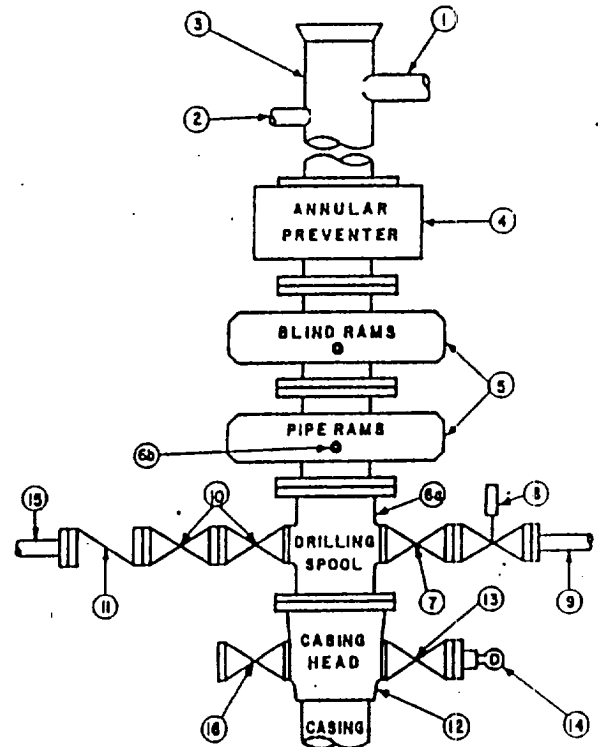 3
1
2
ANNULAR
PREVENTER
4
BLIND RAMS
5
PIPE RAMS
6b
15
10
6a
8
DRILLING
SPOOL
11
7
13
9
CASING
HEAD
16
12
14
CASING